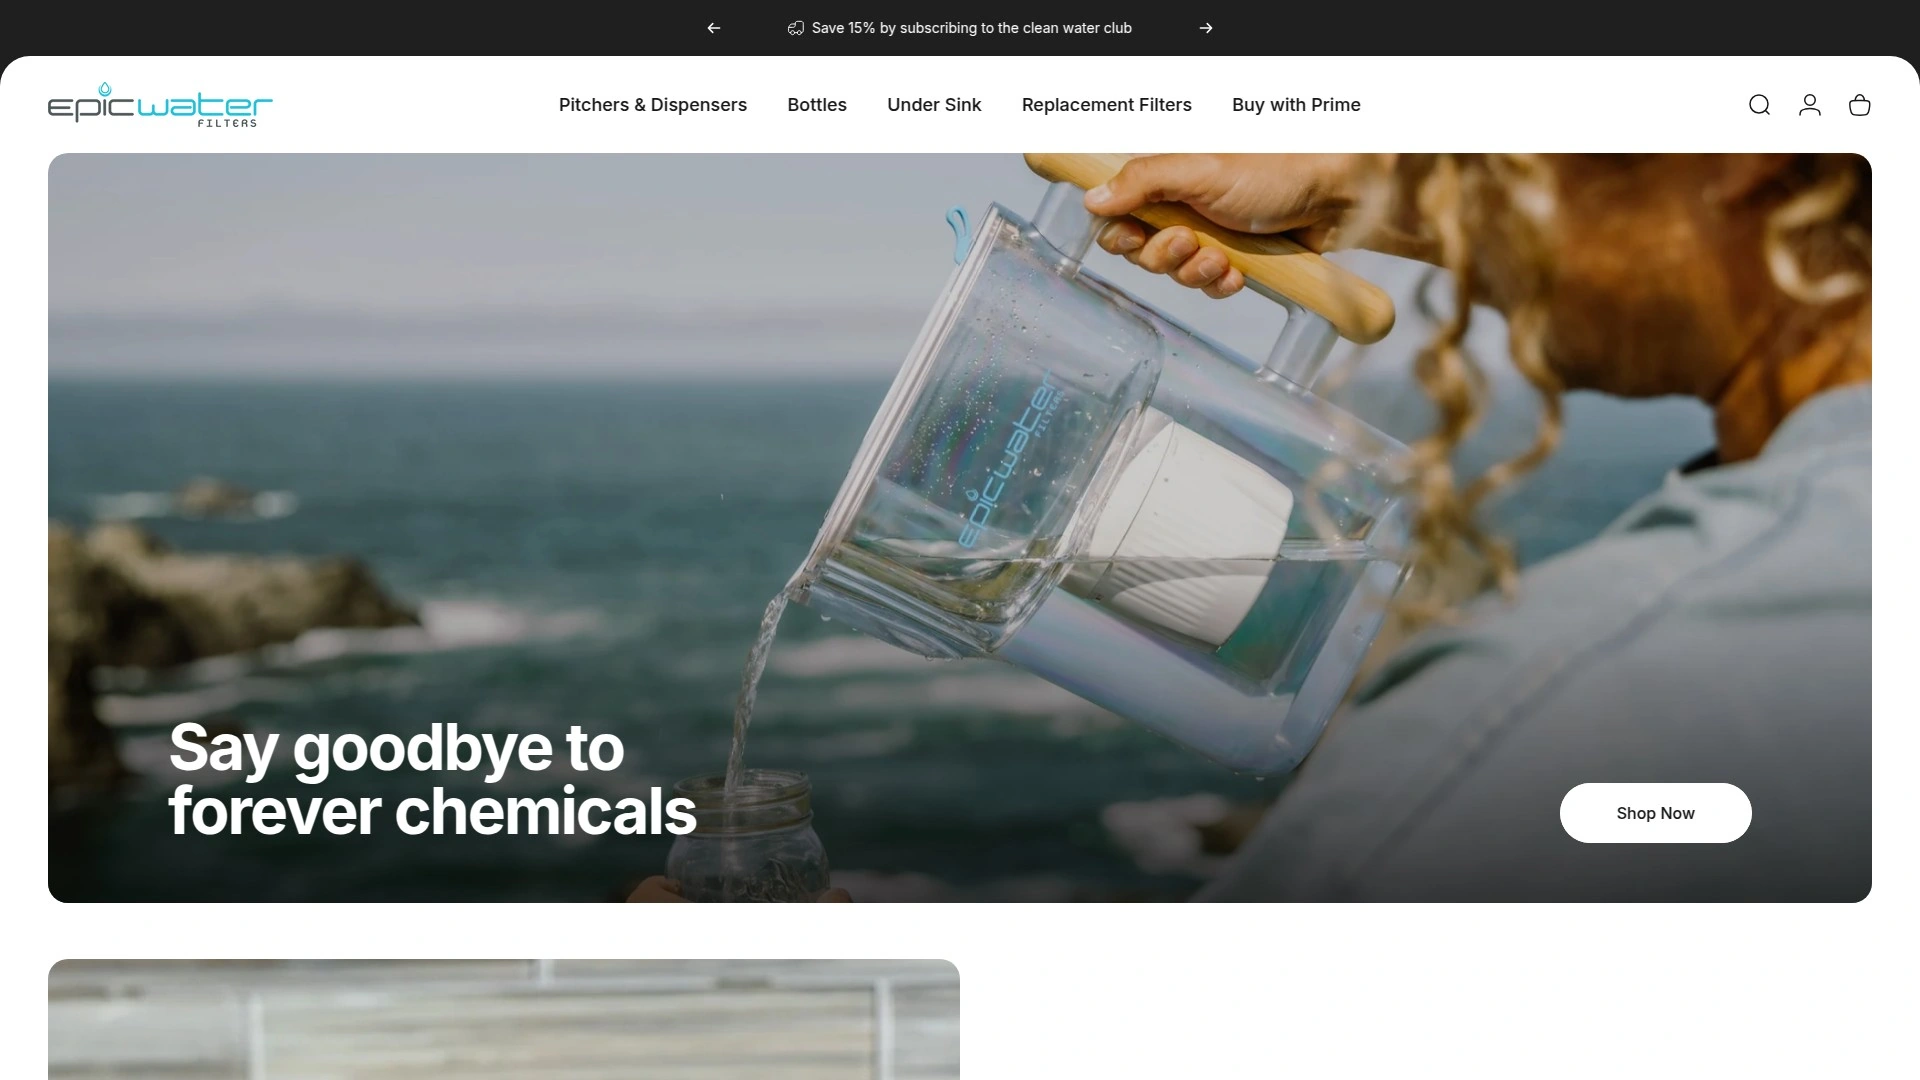 Save 15% by subscribing to the clean water club
epicwater
FILTERS
Pitchers & Dispensers
Bottles
Under Sink
Replacement Filters
Buy with Prime
epicwater
FILTERS
Say goodbye to
forever chemicals
Shop Now